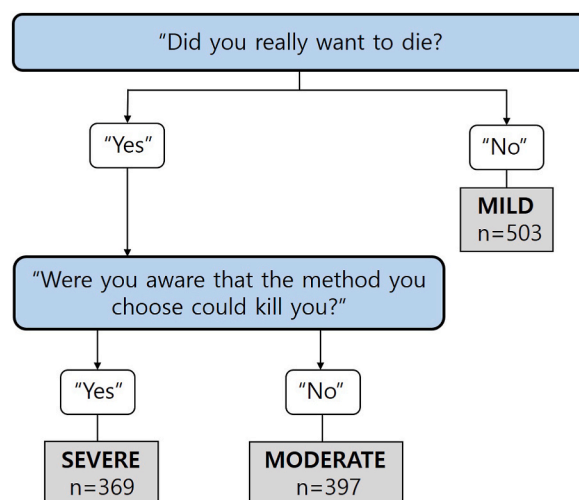 “Did you really want to die?
“Yes”
“No”
MILD
n=503
“Were you aware that the method you
choose could kill you?”
“Yes”
“No”
SEVERE
n=369
MODERATE
n=397